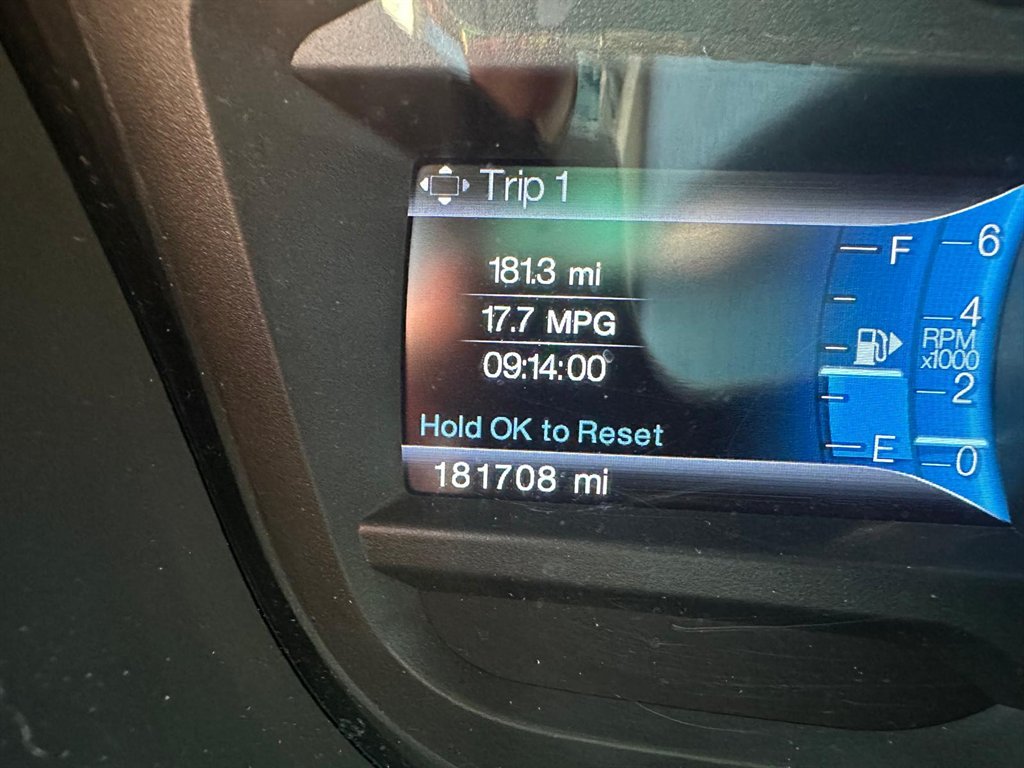 Trip 1
181.3 mi
17.7 MPG
09:14:00
Hold OK to Reset
181708 mi
F
E
6
4
RPM
x1000
2
0